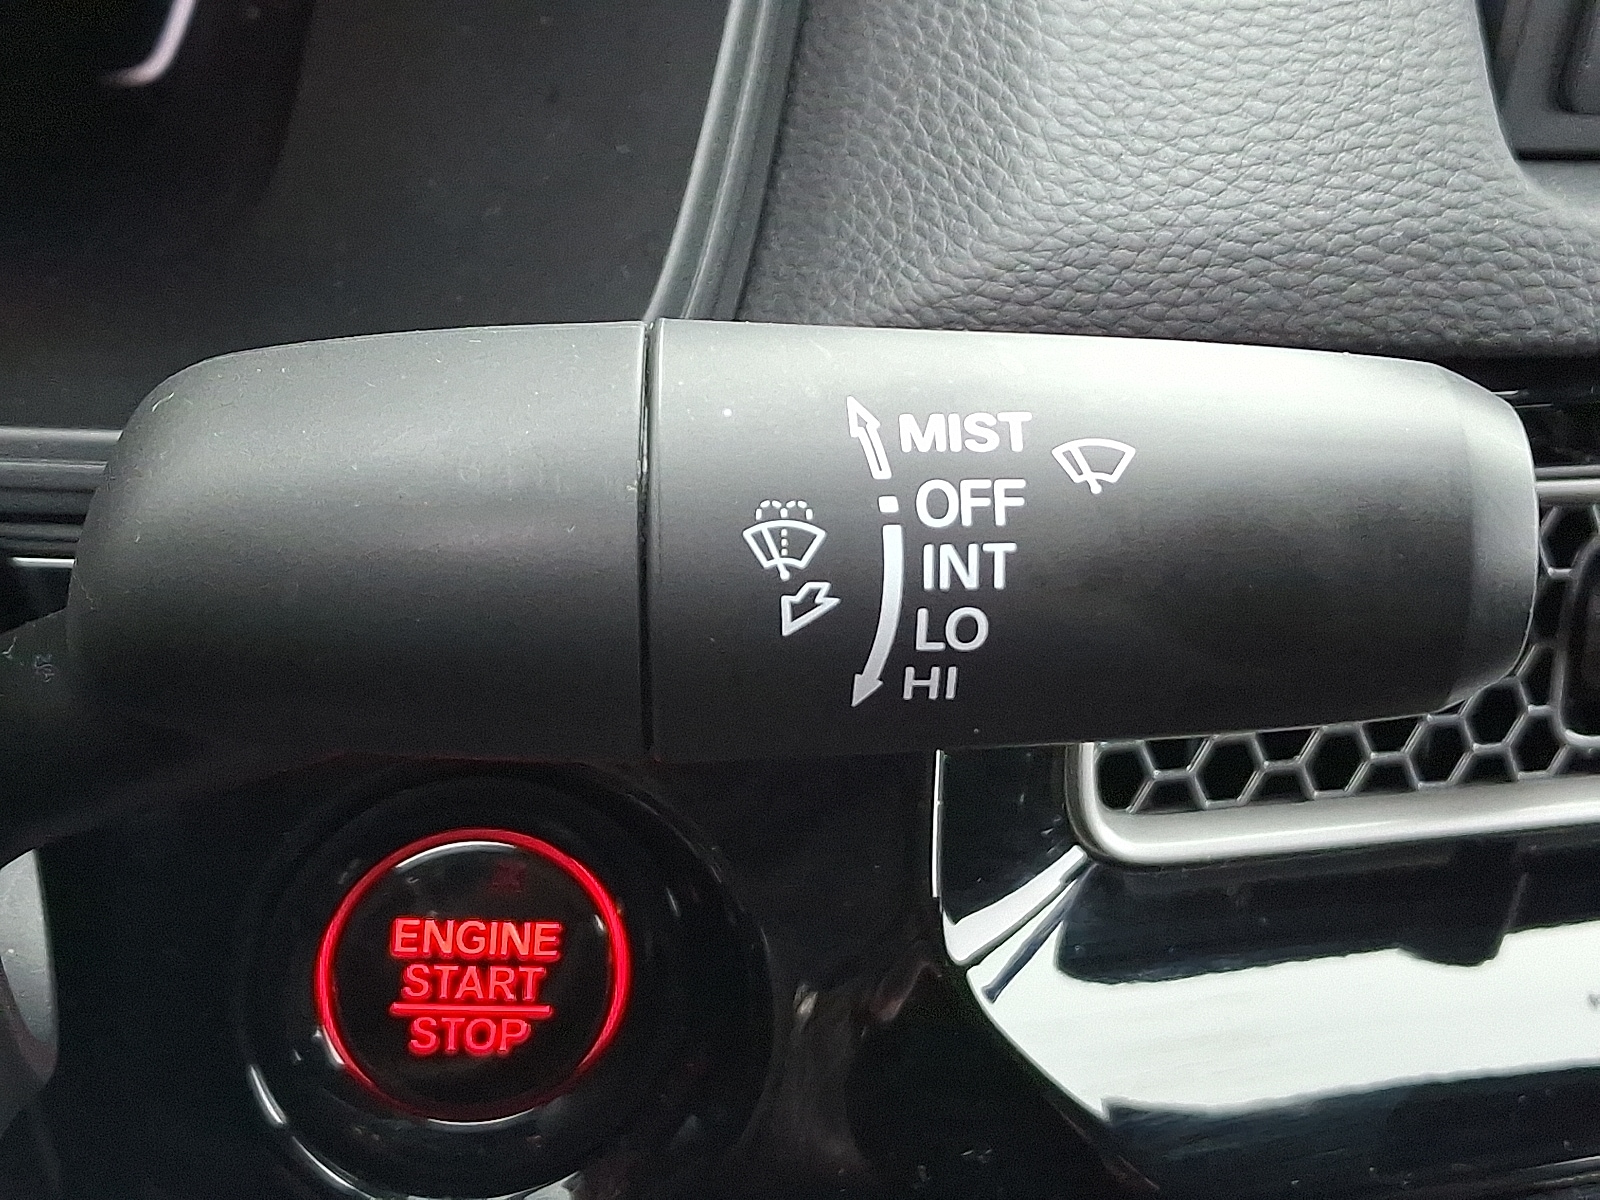 MIST
OFF
INT
LO
HI
ENGINE
START
STOP